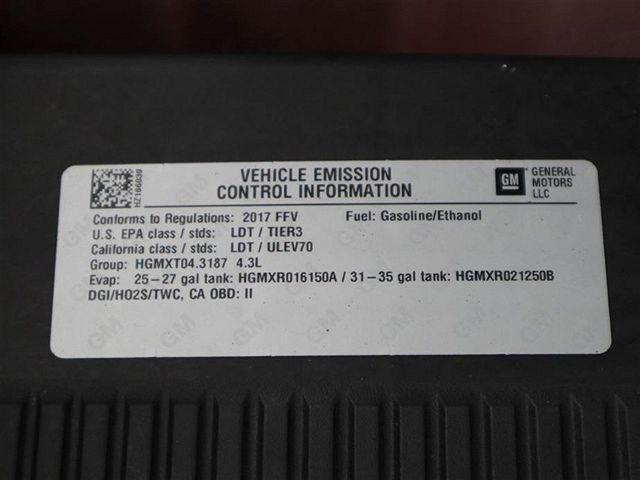 VEHICLE EMISSION
CONTROL INFORMATION
GM
GENERAL
MOTORS
LLC
Conforms to Regulations: 2017 FFV Fuel: Gasoline/Ethanol
U.S. EPA class / stds: LDT / TIER3
California class / stds: LDT / ULEV70
Group: HGMXT04.3187 4.3L
Evap: 25-27 gal tank: HGMXR016150A / 31-35 gal tank: HGMXR021250B
DGI/HO2S/TWC, CA OBD: II